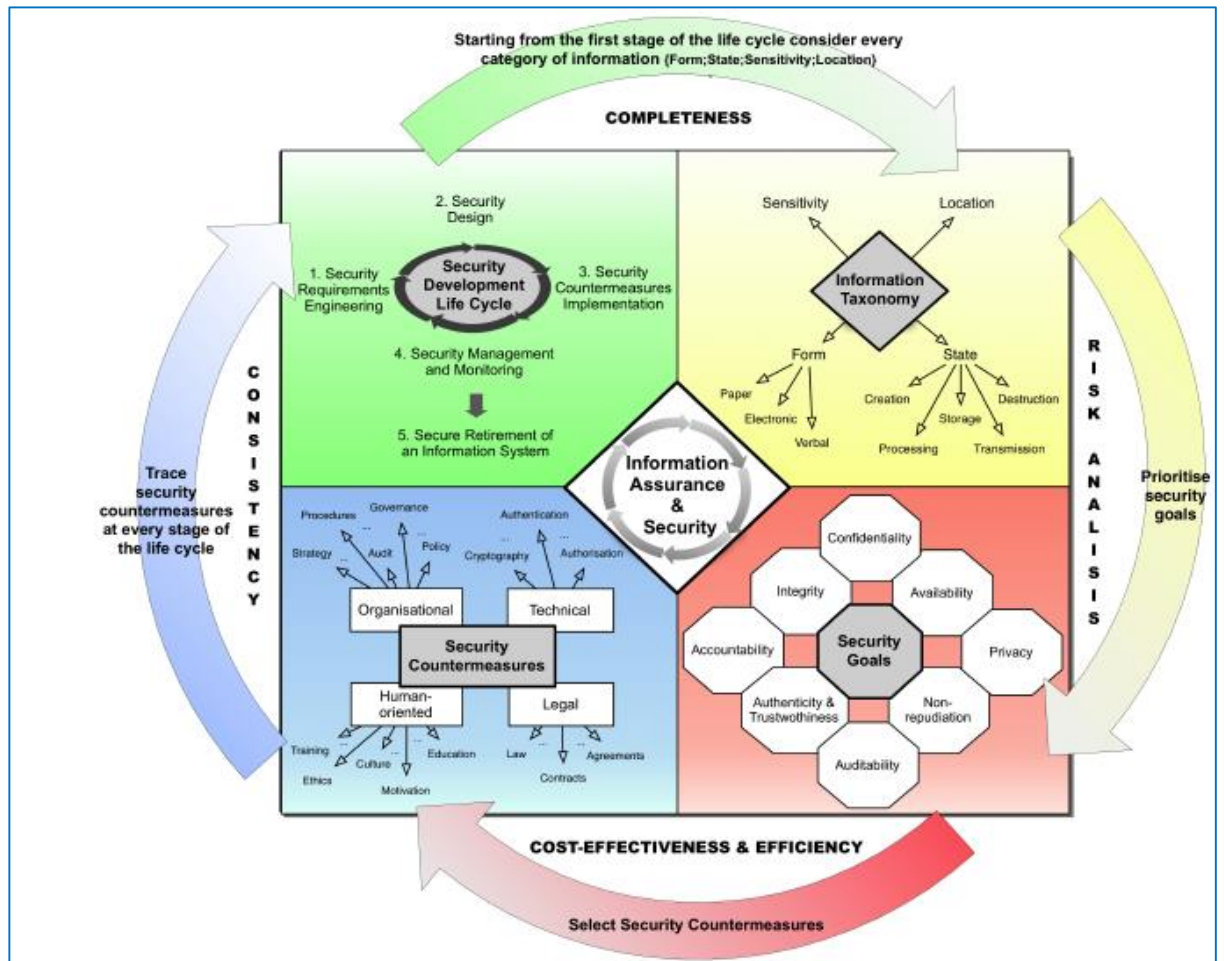 Starting from the first stage of the life cycle consider every
category of information (Form;State;Sensitivity;Location)
COMPLETENESS
2. Security
Design
1. Security
Requirements
Engineering
Security
Development
Life Cycle
3. Security
Countermeasures
Implementation
4. Security Management
and Monitoring
5. Secure Retirement of
an Information System
Sensitivity
Location
Information
Taxonomy
Form
State
Paper
Electronic
Verbal
Creation
Processing
Storage
Transmission
Destruction
CONSISTENCY
RISK ANALISIS
Trace
security
countermeasures
at every stage of
the life cycle
Prioritise
security
goals
Information
Assurance
&
Security
Procedures
...
Governance
Strategy
...
Audit
...
Policy
Authentication
...
Cryptography
...
Authorisation
Organisational
Technical
Security
Countermeasures
Human-
oriented
Legal
Training
...
Ethics
Culture
...
Motivation
...
Education
Law
...
Contracts
...
Agreements
Confidentiality
Integrity
Availability
Accountability
Security
Goals
Privacy
Authenticity &
Trustwothiness
Non-
repudiation
Auditability
COST-EFFECTIVENESS & EFFICIENCY
Select Security Countermeasures